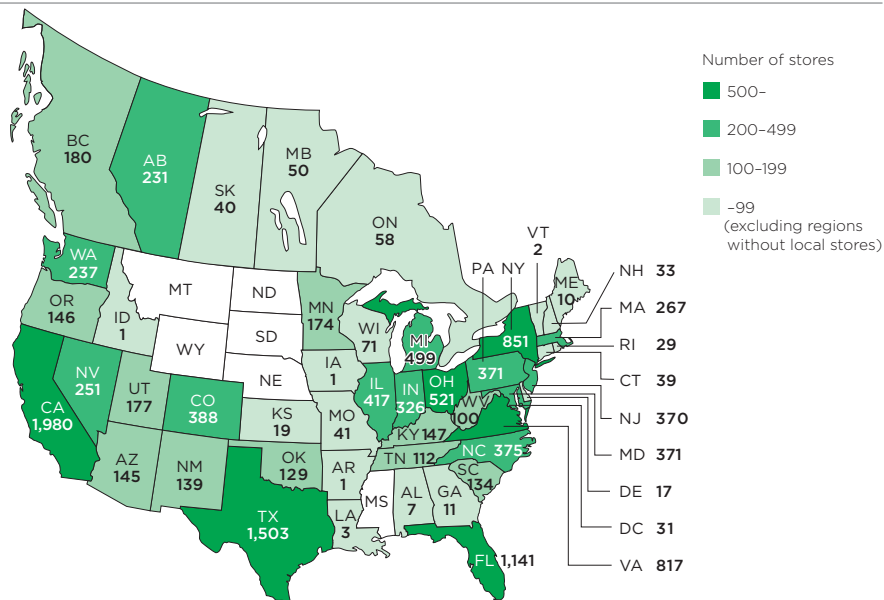 Number of stores
500–
200–499
100–199
–99
(excluding regions
without local stores)
BC
180
AB
231
SK
40
MB
50
ON
58
WA
237
OR
146
ID
1
MT
ND
MN
174
WI
71
MI
499
WY
SD
NE
IA
1
CA
1,980
NV
251
UT
177
CO
388
KS
19
MO
41
IL
417
IN
326
OH
521
WV
100
KY 147
TN 112
NC 375
SC
134
AZ
145
NM
139
OK
129
AR
1
MS
AL
7
GA
11
LA
3
TX
1,503
FL 1,141
PA
371
NY
851
VT
2
ME
10
NH 33
MA 267
RI 29
CT 39
NJ 370
MD 371
DE 17
DC 31
VA 817